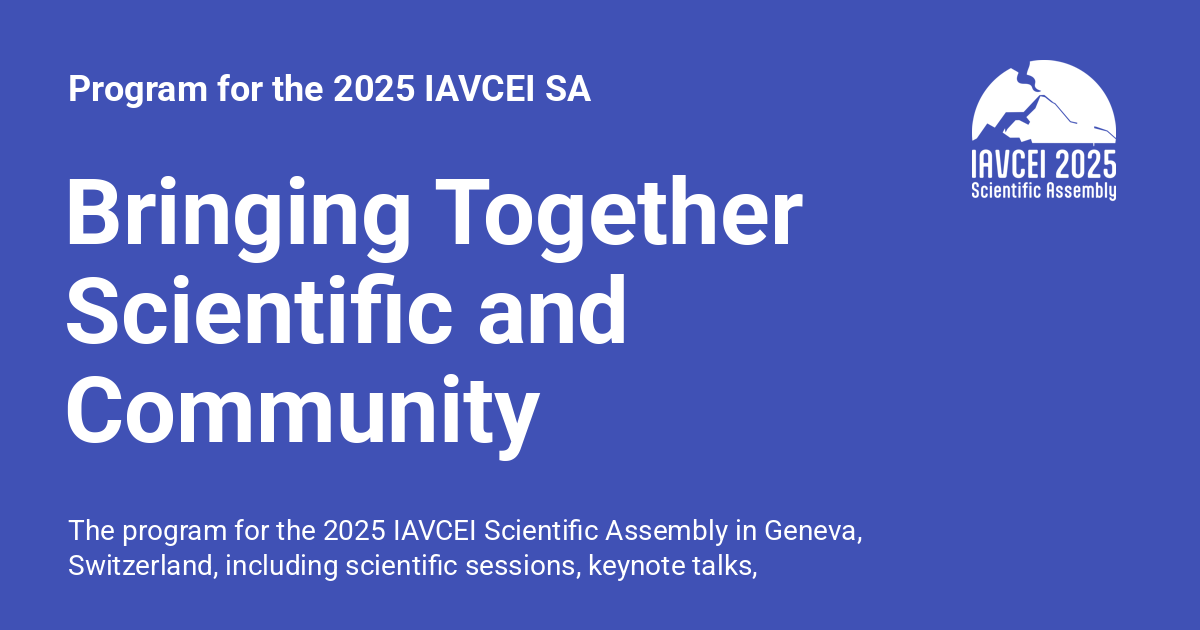 Program for the 2025 IAVCEI SA
IAVCEI 2025
Scientific Assembly
Bringing Together
Scientific and
Community
The program for the 2025 IAVCEI Scientific Assembly in Geneva,
Switzerland, including scientific sessions, keynote talks,